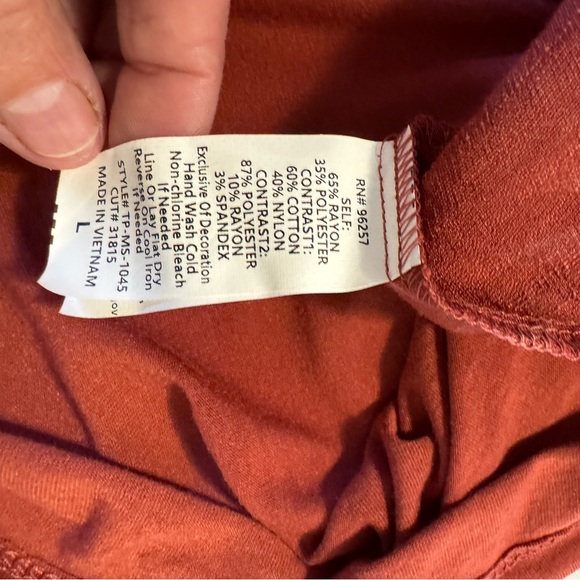 RN# 96257
SELF:
65% RAYON
35% POLYESTER
CONTRAST1:
60% COTTON
40% NYLON
CONTRAST2:
87% POLYESTER
10% RAYON
3% SPANDEX
Exclusive Of Decoration
Hand Wash Cold
Non-chlorine Bleach
If Needed
Line Or Lay Flat Dry
Reverse On Cool Iron
If Needed
STYLE# TP-MS-1045
CUT# 31815
MADE IN VIETNAM
L